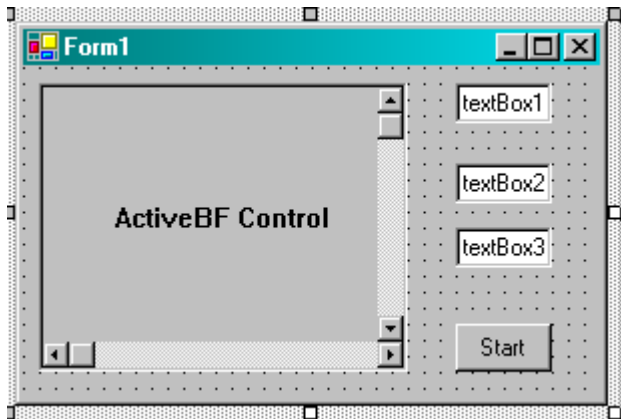 Form1
textBox1
textBox2
ActiveBF Control
textBox3
Start